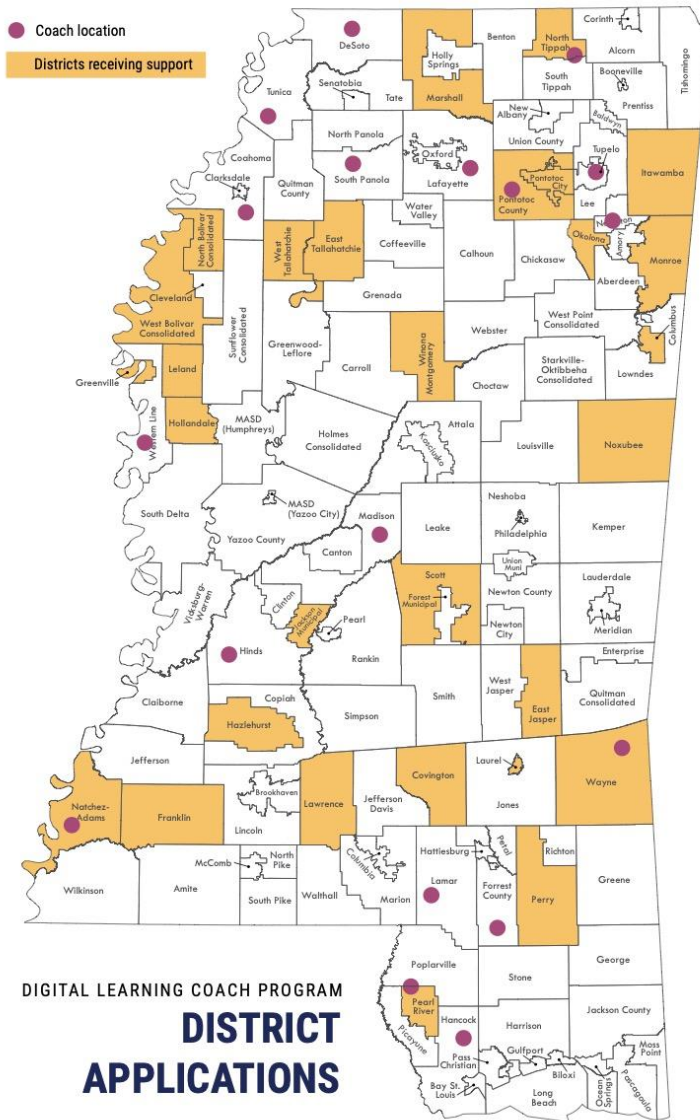 Coach location
Districts receiving support
DeSoto
Holly
Springs
Marshall
Benton
North
Tippah
South
Tippah
Corinth
Alcorn
Tishomingo
Booneville
Prentiss
Tunica
Senatobia
Tate
North Panola
South Panola
Oxford
Lafayette
New
Albany
Union County
Baldwyn
Tupelo
Lee
Itawamba
Coahoma
Clarksdale
Quitman
County
Pontotoc
City
Pontotoc
County
Water
Valley
Coffeeville
Calhoun
Chickasaw
Okolona
Amory
Monroe
Aberdeen
North Bolivar
Consolidated
West
Tallahatchie
East
Tallahatchie
Grenada
Cleveland
West Bolivar
Consolidated
Sunflower
Consolidated
Greenwood-
Leflore
Carroll
Winona
Montgomery
Webster
West Point
Consolidated
Columbus
Lowndes
Choctaw
Starkville-
Oktibbeha
Consolidated
Greenville
Leland
Hollandale
Western Line
MASD
(Humphreys)
Holmes
Consolidated
Attala
Kosciusko
Louisville
Noxubee
South Delta
MASD
(Yazoo City)
Yazoo County
Madison
Canton
Leake
Neshoba
Philadelphia
Kemper
Union
Muni
Vicksburg-
Warren
Clinton
Jackson
Municipal
Pearl
Hinds
Rankin
Scott
Forest
Municipal
Newton County
Newton
City
Lauderdale
Meridian
Enterprise
Claiborne
Copiah
Hazlehurst
Simpson
Smith
West
Jasper
East
Jasper
Quitman
Consolidated
Jefferson
Natchez-
Adams
Franklin
Brookhaven
Lincoln
Lawrence
Jefferson
Davis
Covington
Laurel
Jones
Wayne
Wilkinson
Amite
McComb
North
Pike
South Pike
Walthall
Columbia
Marion
Hattiesburg
Lamar
Petal
Forrest
County
Richton
Perry
Greene
Poplarville
Pearl
River
Picayune
Hancock
Stone
George
Harrison
Jackson County
Pass
Christian
Gulfport
Biloxi
Bay St.
Louis
Long
Beach
Ocean
Springs
Moss
Point
Pascagoula
DIGITAL LEARNING COACH PROGRAM
DISTRICT
APPLICATIONS